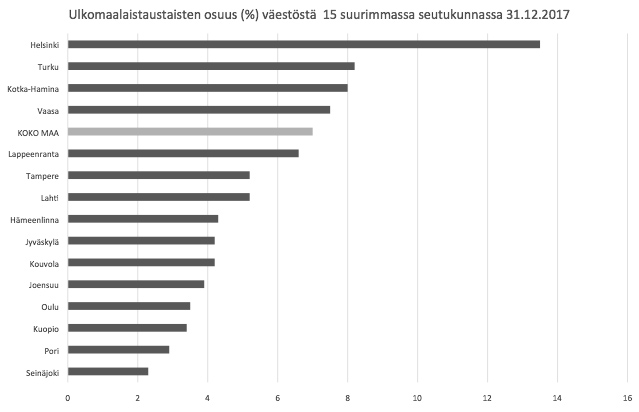 Ulkomaalaistaustaisten osuus (%) väestöstä  15 suurimmassa seutukunnassa 31.12.2017
Helsinki
Turku
Kotka-Hamina
Vaasa
KOKO MAA
Lappeenranta
Tampere
Lahti
Hämeenlinna
Jyväskylä
Kouvola
Joensuu
Oulu
Kuopio
Pori
Seinäjoki
0 2 4 6 8 10 12 14 16